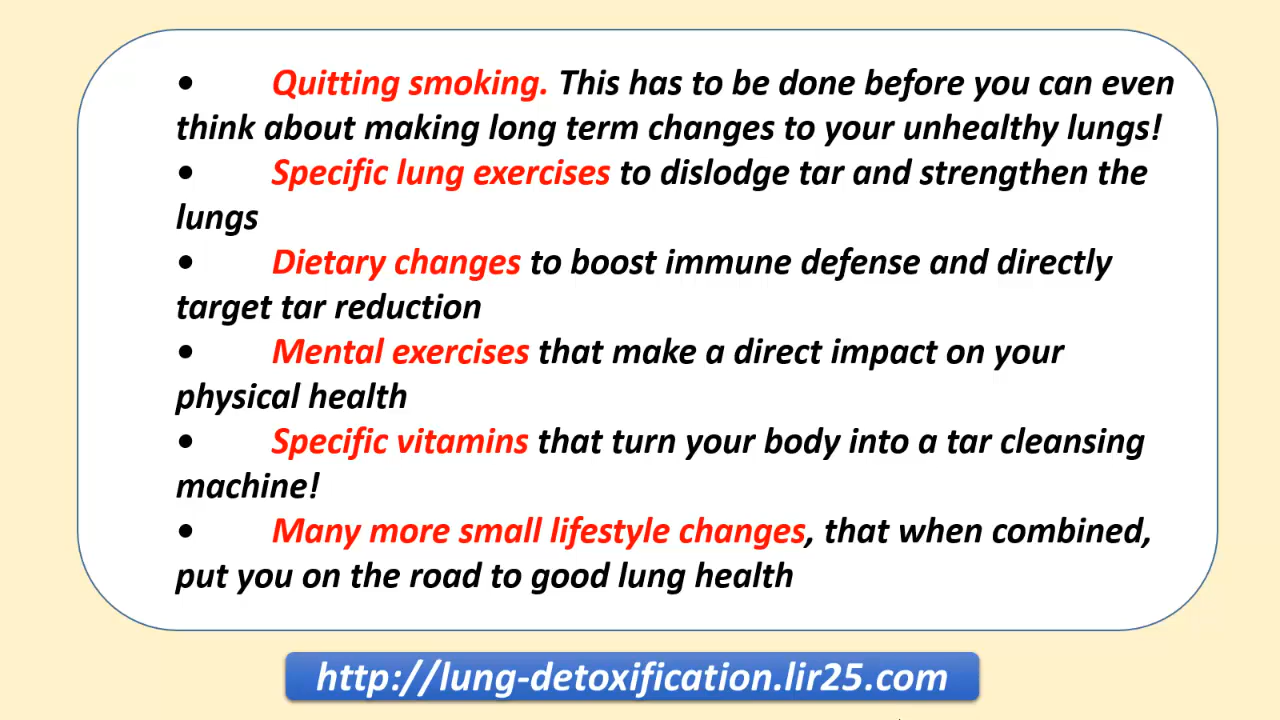 • Quitting smoking. This has to be done before you can even
think about making long term changes to your unhealthy lungs!
• Specific lung exercises to dislodge tar and strengthen the
lungs
• Dietary changes to boost immune defense and directly
target tar reduction
• Mental exercises that make a direct impact on your
physical health
• Specific vitamins that turn your body into a tar cleansing
machine!
• Many more small lifestyle changes, that when combined,
put you on the road to good lung health
http://lung-detoxification.lir25.com